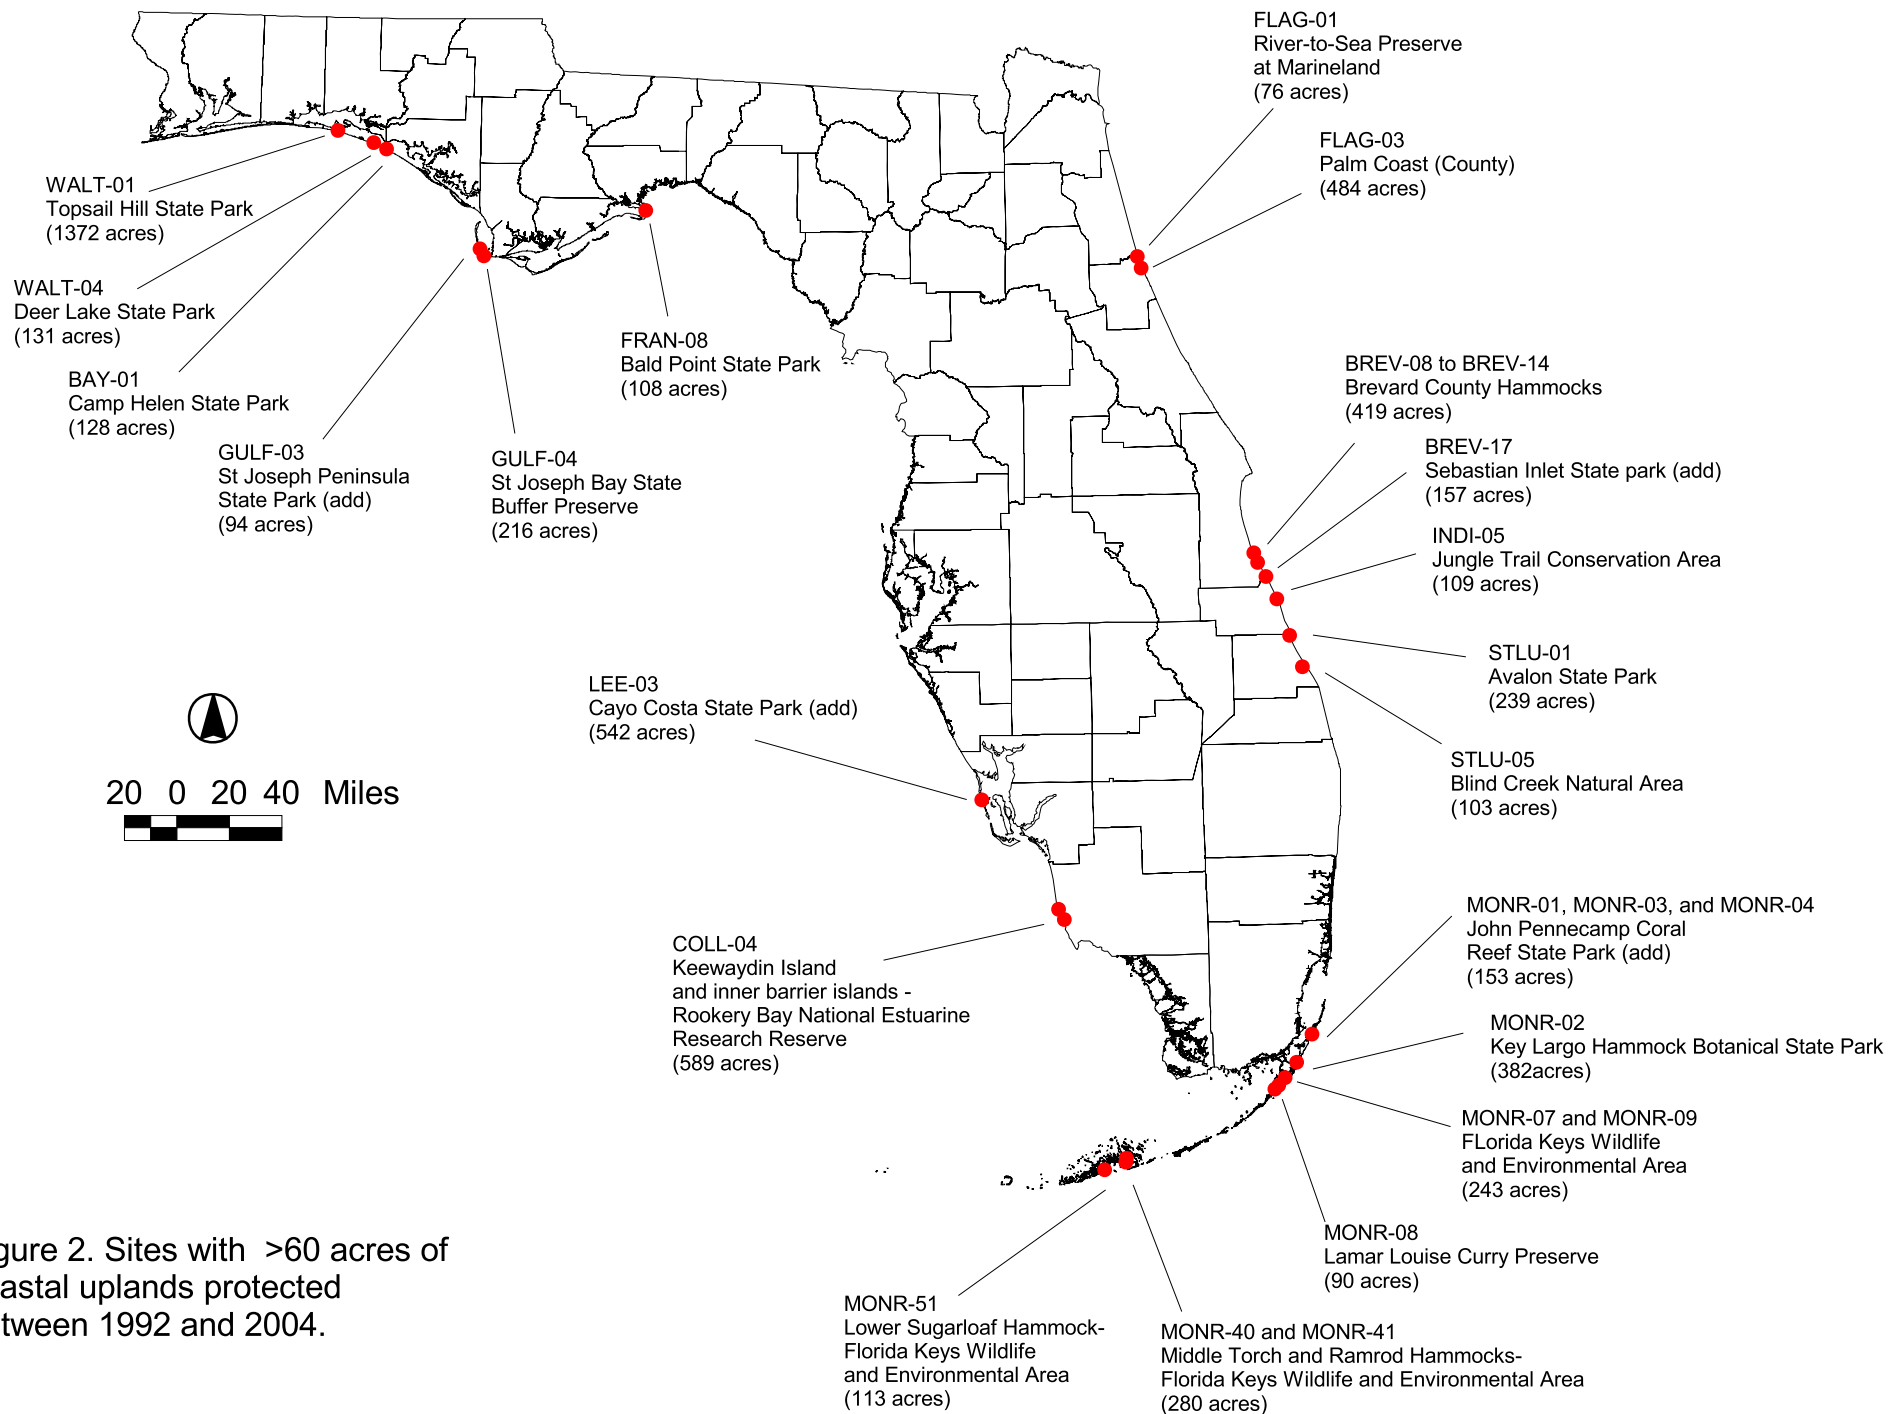 FLAG-01
River-to-Sea Preserve
at Marineland
(76 acres)
FLAG-03
Palm Coast (County)
(484 acres)
WALT-01
Topsail Hill State Park
(1372 acres)
WALT-04
Deer Lake State Park
(131 acres)
BAY-01
Camp Helen State Park
(128 acres)
GULF-03
St Joseph Peninsula
State Park (add)
(94 acres)
GULF-04
St Joseph Bay State
Buffer Preserve
(216 acres)
FRAN-08
Bald Point State Park
(108 acres)
BREV-08 to BREV-14
Brevard County Hammocks
(419 acres)
BREV-17
Sebastian Inlet State park (add)
(157 acres)
INDI-05
Jungle Trail Conservation Area
(109 acres)
STLU-01
Avalon State Park
(239 acres)
STLU-05
Blind Creek Natural Area
(103 acres)
LEE-03
Cayo Costa State Park (add)
(542 acres)
20 0 20 40 Miles
COLL-04
Keewaydin Island
and inner barrier islands -
Rookery Bay National Estuarine
Research Reserve
(589 acres)
MONR-01, MONR-03, and MONR-04
John Pennecamp Coral
Reef State Park (add)
(153 acres)
MONR-02
Key Largo Hammock Botanical State Park
(382acres)
MONR-07 and MONR-09
FLorida Keys Wildlife
and Environmental Area
(243 acres)
MONR-08
Lamar Louise Curry Preserve
(90 acres)
MONR-51
Lower Sugarloaf Hammock-
Florida Keys Wildlife
and Environmental Area
(113 acres)
MONR-40 and MONR-41
Middle Torch and Ramrod Hammocks-
Florida Keys Wildlife and Environmental Area
(280 acres)
gure 2. Sites with >60 acres of
astal uplands protected
tween 1992 and 2004.